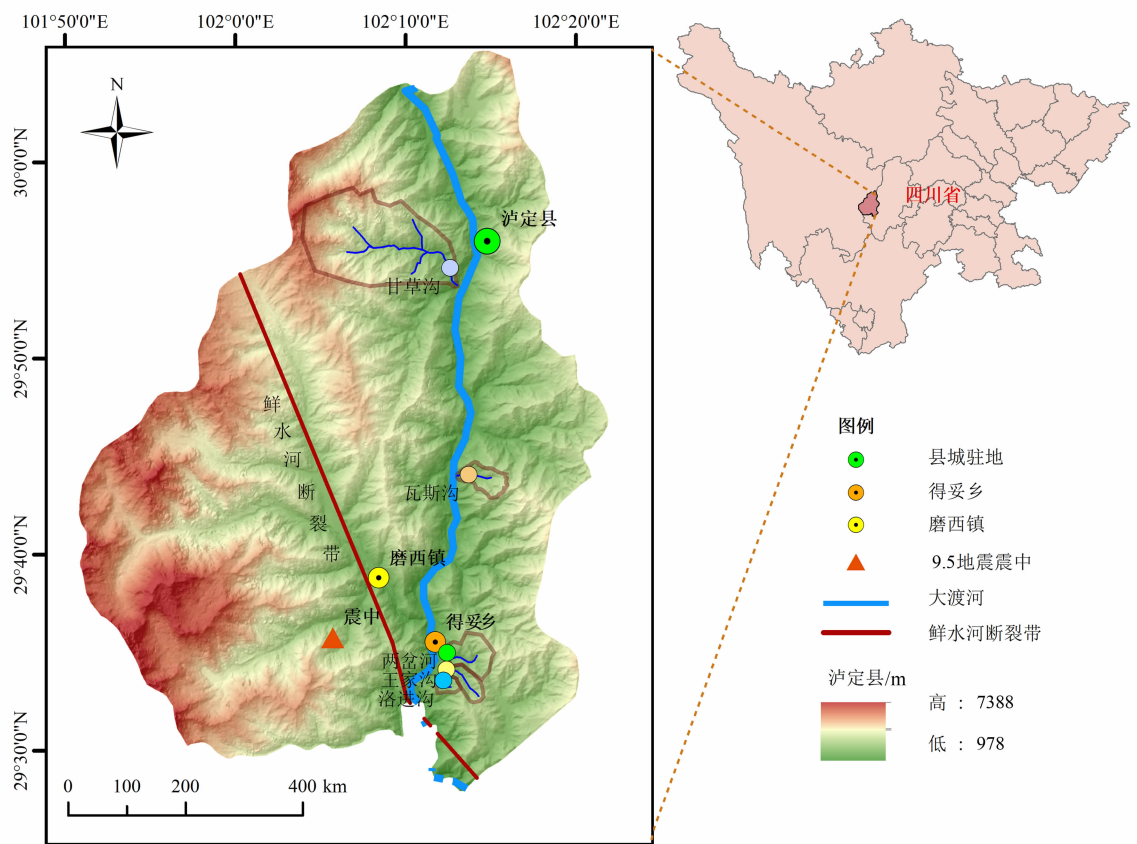 101°50'0"E
102°0'0"E
102°10'0"E
102°20'0"E
30°0'0"N
29°50'0"N
29°40'0"N
29°30'0"N
N
泸定县
甘草沟
鲜水河断裂带
瓦斯沟
磨西镇
震中
得妥乡
两岔河
王家沟
洛进沟
0 100 200 400 km
四川省
图例
县城驻地
得妥乡
磨西镇
9.5地震震中
大渡河
鲜水河断裂带
泸定县/m
高 : 7388
低 : 978